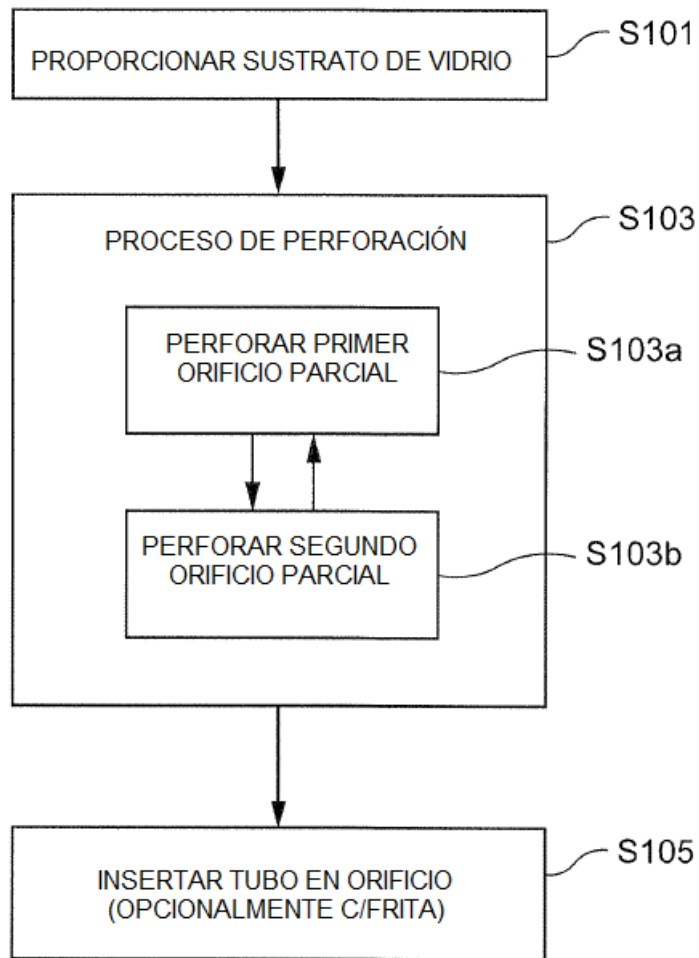 PROPORCIONAR SUSTRATO DE VIDRIO
S101
PROCESO DE PERFORACIÓN
S103
PERFORAR PRIMER
ORIFICIO PARCIAL
S103a
PERFORAR SEGUNDO
ORIFICIO PARCIAL
S103b
INSERTAR TUBO EN ORIFICIO
(OPCIONALMENTE C/FRITA)
S105